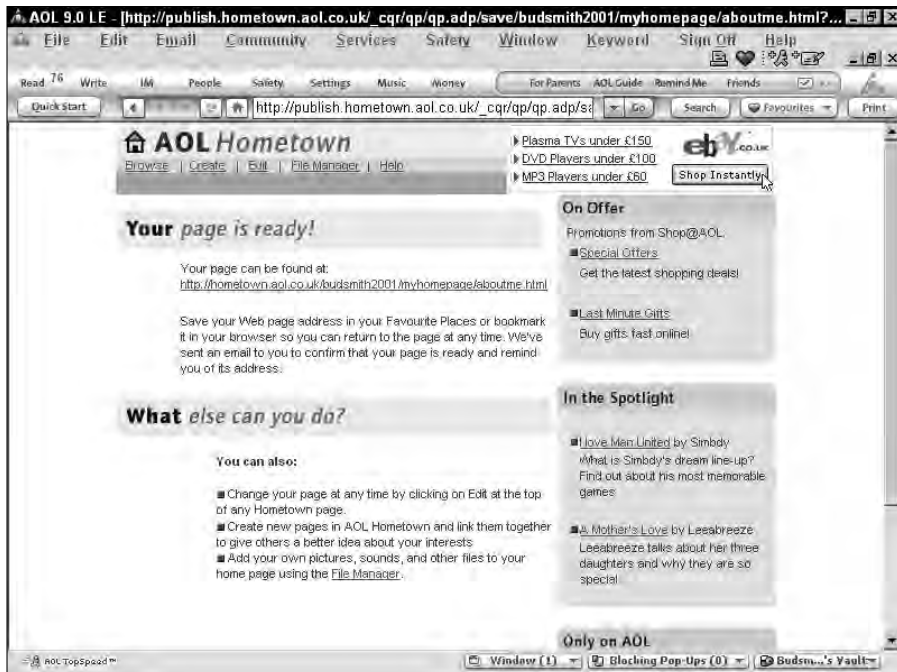 AOL 9.0 LE - [http://publish.hometown.aol.co.uk/_cqr/qp/qp.adp/save/budsmith2001/myhomepage/aboutme.html?...
File Edit Email Community Services Safety Window Keyword Sign Off Help
Read 76 Write IM People Safety Settings Music Money For Parents AOL Guide Remind Me Friends
Quick Start http://publish.hometown.aol.co.uk/_cqr/qp/qp.adp/sa Go Search Favourites Print
AOL Hometown
Browse | Create | Edit | File Manager | Help
Plasma TVs under £150
DVD Players under £100
MP3 Players under £60
ebY.co.uk
Shop Instantly
Your page is ready!
Your page can be found at:
http://hometown.aol.co.uk/budsmith2001/myhomepage/aboutme.html
Save your Web page address in your Favourite Places or bookmark
it in your browser so you can return to the page at any time. We've
sent an email to you to confirm that your page is ready and remind
you of its address.
What else can you do?
You can also:
Change your page at any time by clicking on Edit at the top
of any Hometown page.
Create new pages in AOL Hometown and link them together
to give others a better idea about your interests
Add your own pictures, sounds, and other files to your
home page using the File Manager.
On Offer
Promotions from Shop@AOL.
Special Offers
Get the latest shopping deals!
Last Minute Gifts
Buy gifts fast online!
In the Spotlight
I love Man United by Simbdy
What is Simbdy's dream line-up?
Find out about his most memorable
games
A Mother's Love by Leeabreeze
Leeabreeze talks about her three
daughters and why they are so
special
Only on AOL
AOL TopSpeed™ Window (1) Blocking Pop-Ups (0) Budsm...'s Vault